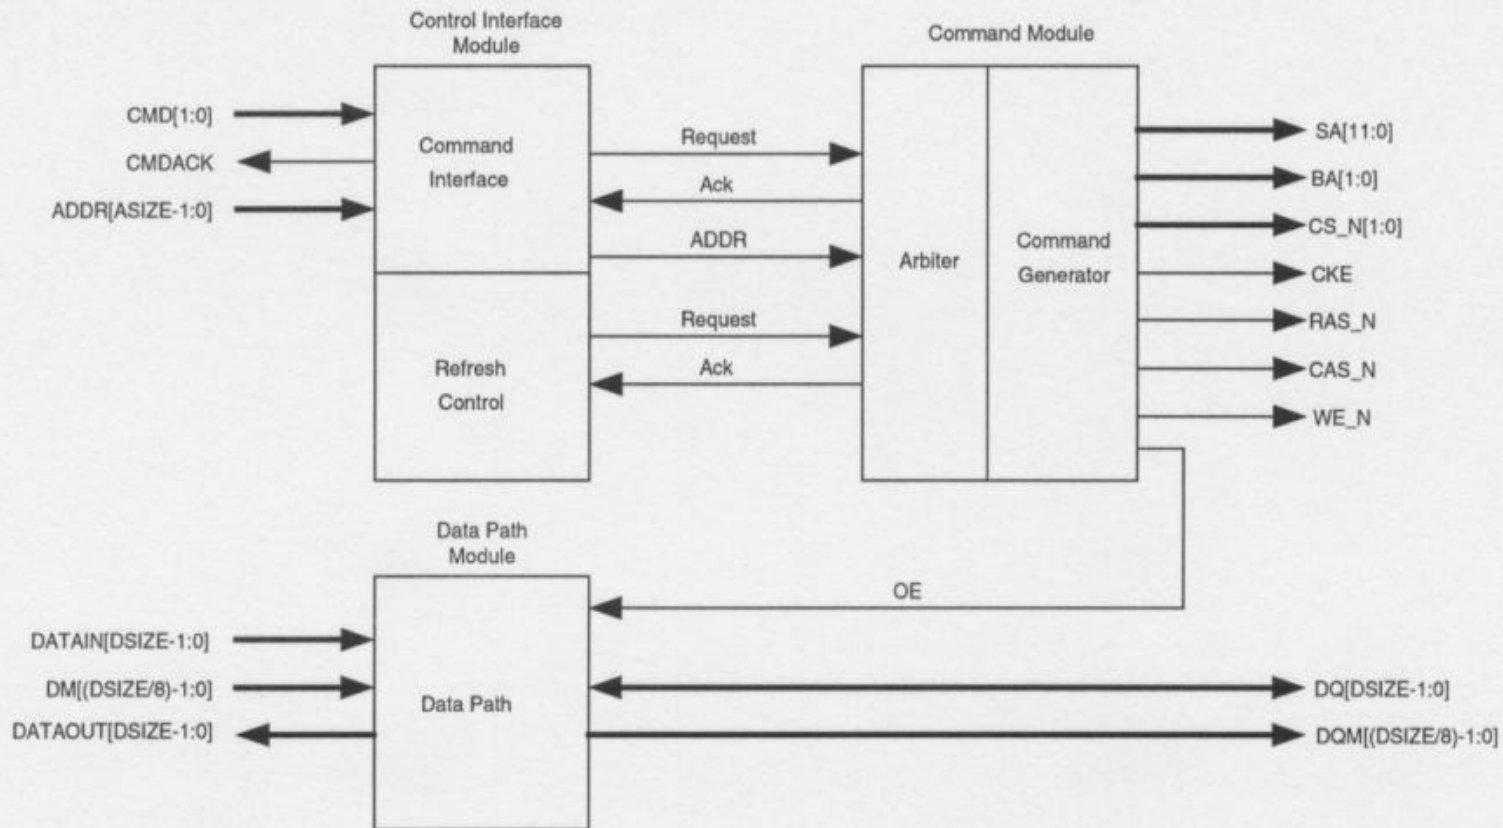 Control Interface
Module
Command Module
CMD[1:0]
CMDACK
ADDR[ASIZE-1:0]
Command
Interface
Refresh
Control
Request
Ack
ADDR
Request
Ack
Arbiter
Command
Generator
SA[11:0]
BA[1:0]
CS_N[1:0]
CKE
RAS_N
CAS_N
WE_N
Data Path
Module
OE
DATAIN[DSIZE-1:0]
DM[(DSIZE/8)-1:0]
DATAOUT[DSIZE-1:0]
Data Path
DQ[DSIZE-1:0]
DQM[(DSIZE/8)-1:0]